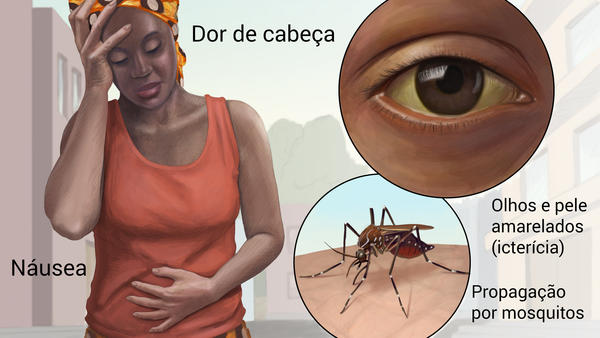 Dor de cabeça
Náusea
Olhos e pele
amarelados
(icterícia)
Propagação
por mosquitos